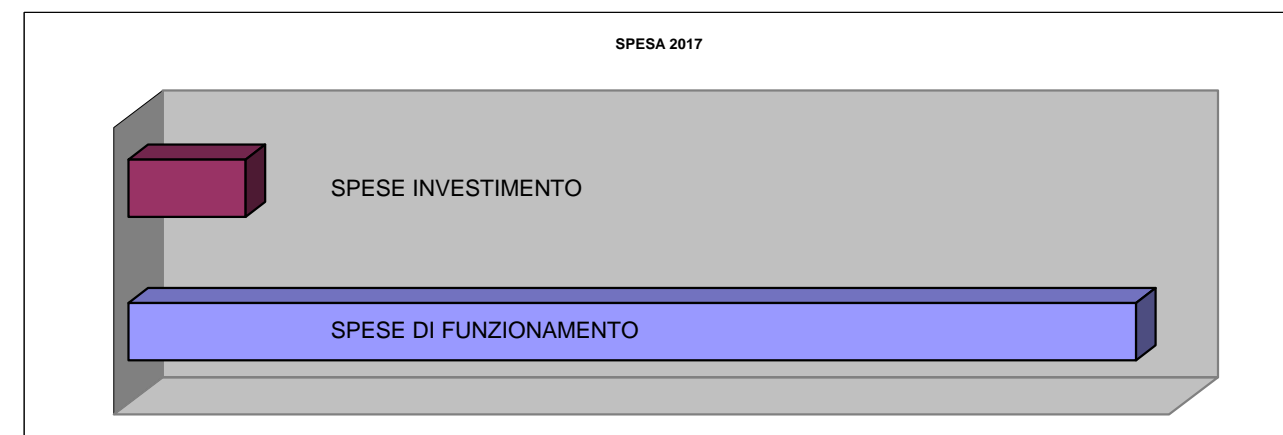 SPESA 2017
SPESE INVESTIMENTO
SPESE DI FUNZIONAMENTO